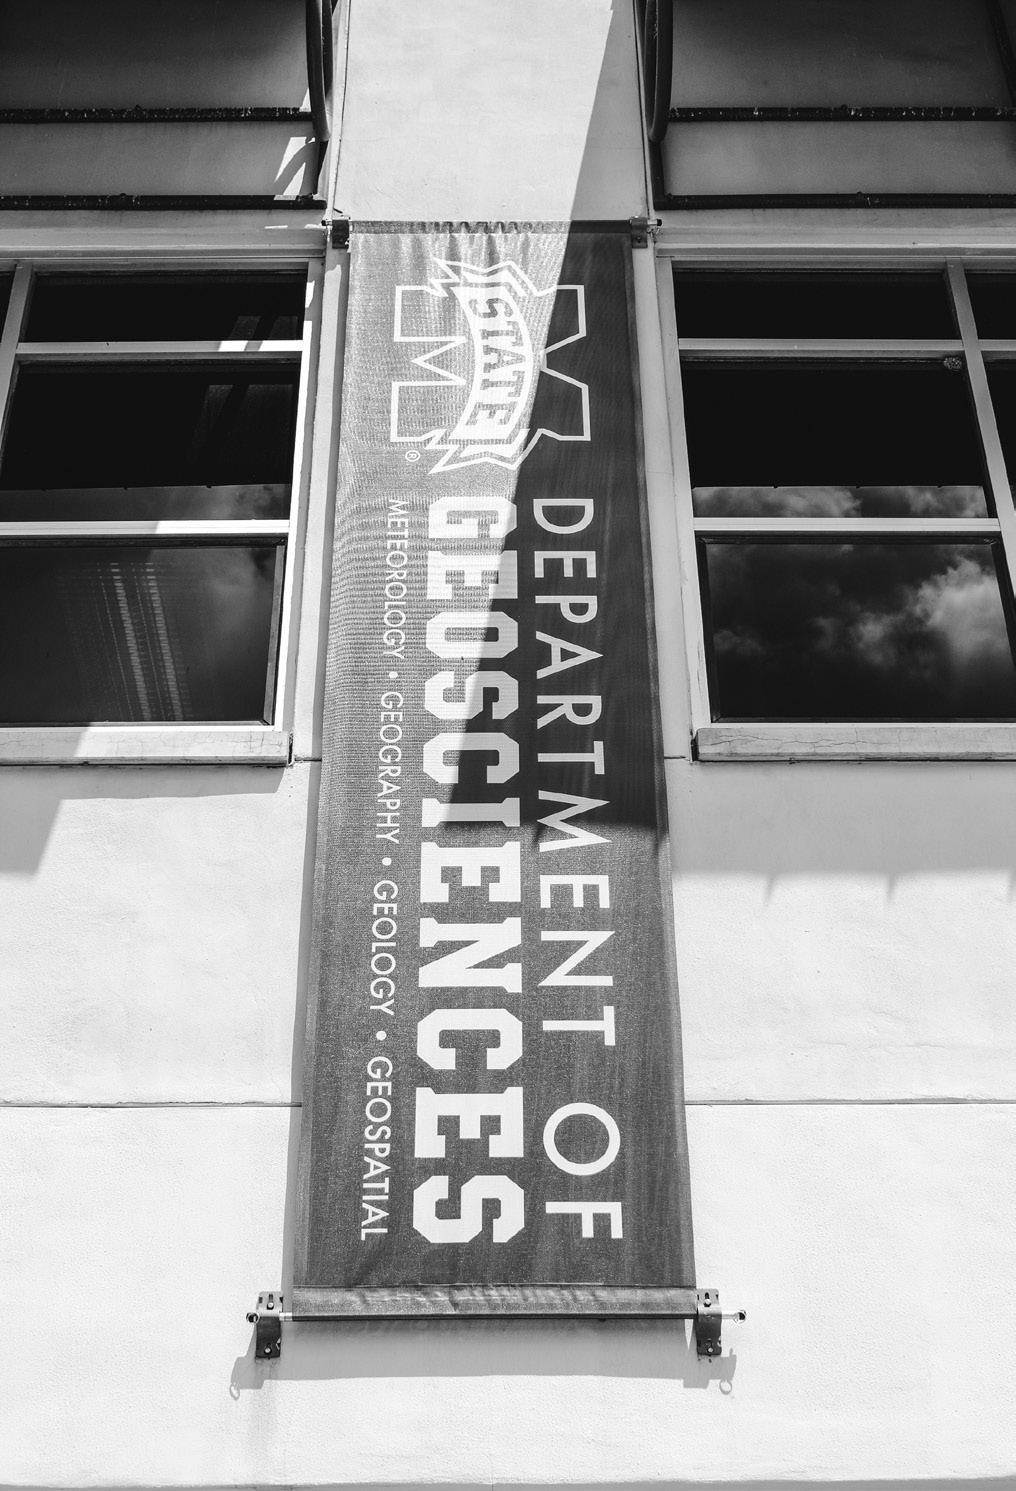 M
STATE
®
DEPARTMENT OF
GEOSCIENCES
METEOROLOGY • GEOGRAPHY • GEOLOGY • GEOSPATIAL